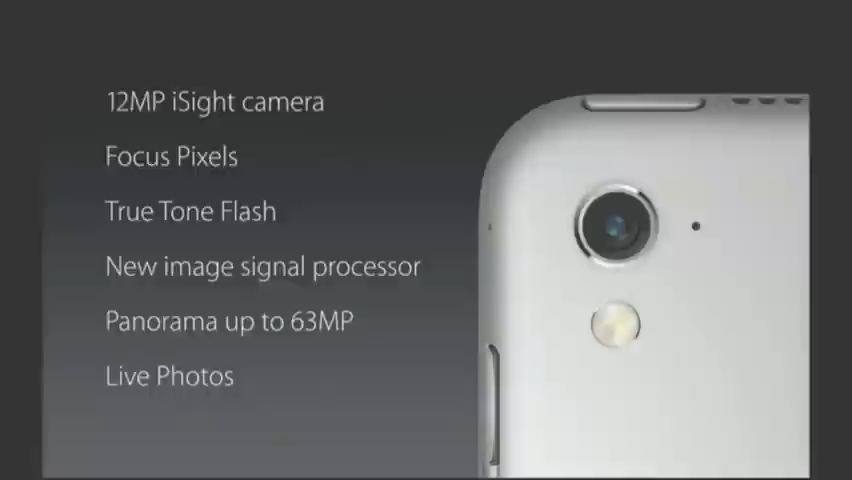 12MP iSight camera
Focus Pixels
True Tone Flash
New image signal processor
Panorama up to 63MP
Live Photos